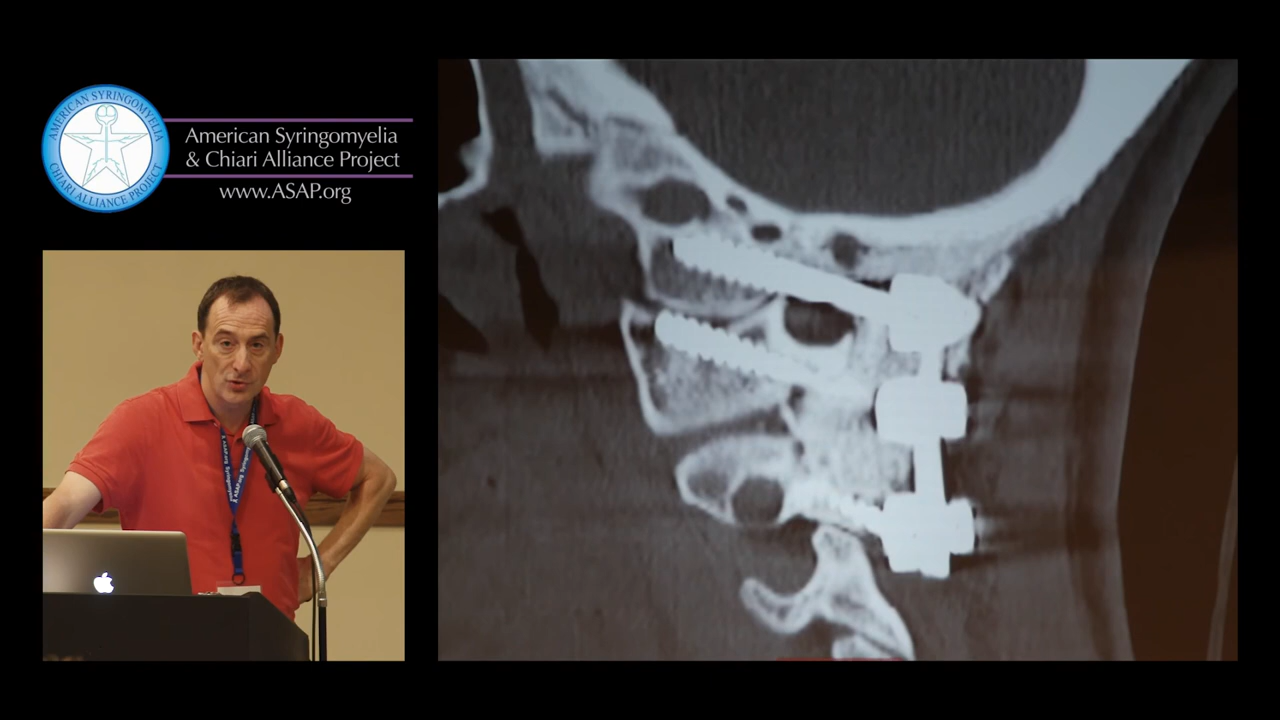 AMERICAN SYRINGOMYELIA
CHIARI ALLIANCE PROJECT
American Syringomyelia
& Chiari Alliance Project
www.ASAP.org